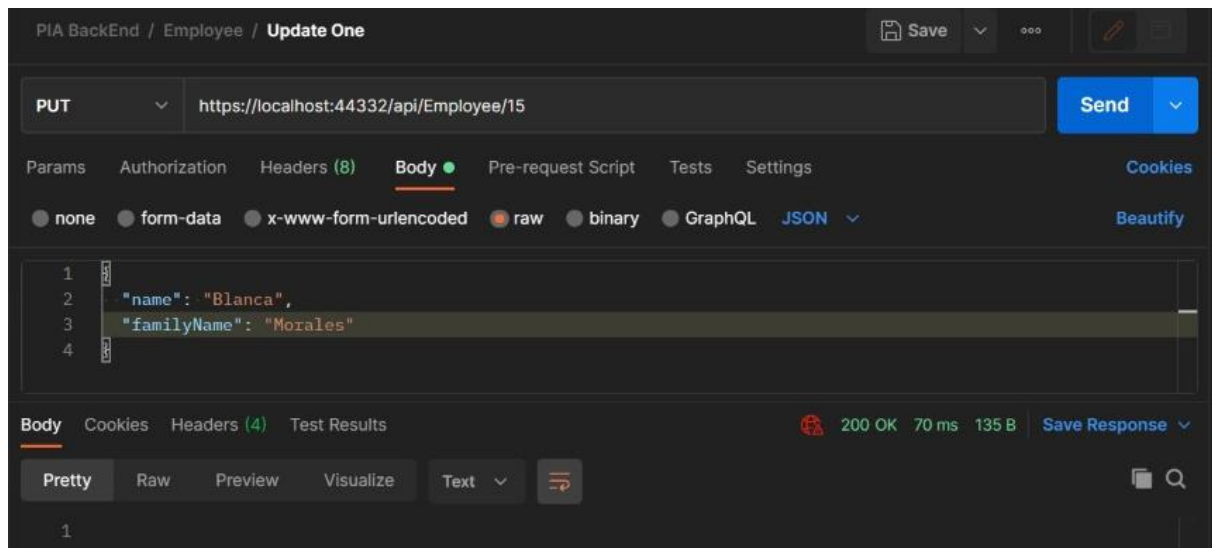 PIA BackEnd / Employee / Update One
Save
PUT
https://localhost:44332/api/Employee/15
Send
Params Authorization Headers (8) Body Pre-request Script Tests Settings Cookies
none form-data x-www-form-urlencoded raw binary GraphQL JSON Beautify
1 {
2 "name": "Blanca",
3 "familyName": "Morales"
4 }
Body Cookies Headers (4) Test Results 200 OK 70 ms 135 B Save Response
Pretty Raw Preview Visualize Text
1